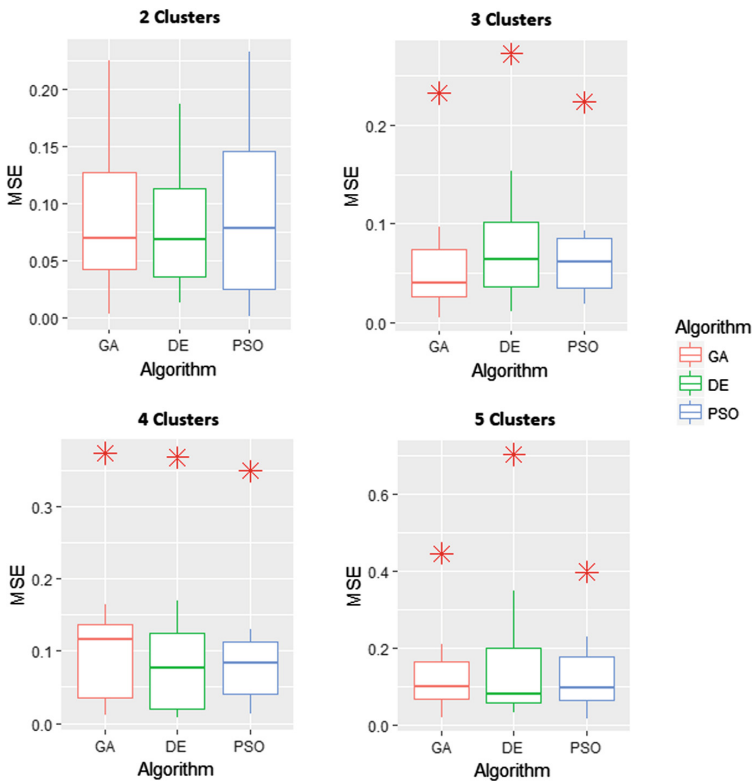 2 Clusters
0.20
0.15
0.10
0.05
0.00
MSE
GA DE PSO
Algorithm
3 Clusters
0.2
0.1
0.0
MSE
GA DE PSO
Algorithm
Algorithm
GA
DE
PSO
4 Clusters
0.3
0.2
0.1
0.0
MSE
GA DE PSO
Algorithm
5 Clusters
0.6
0.4
0.2
0.0
MSE
GA DE PSO
Algorithm